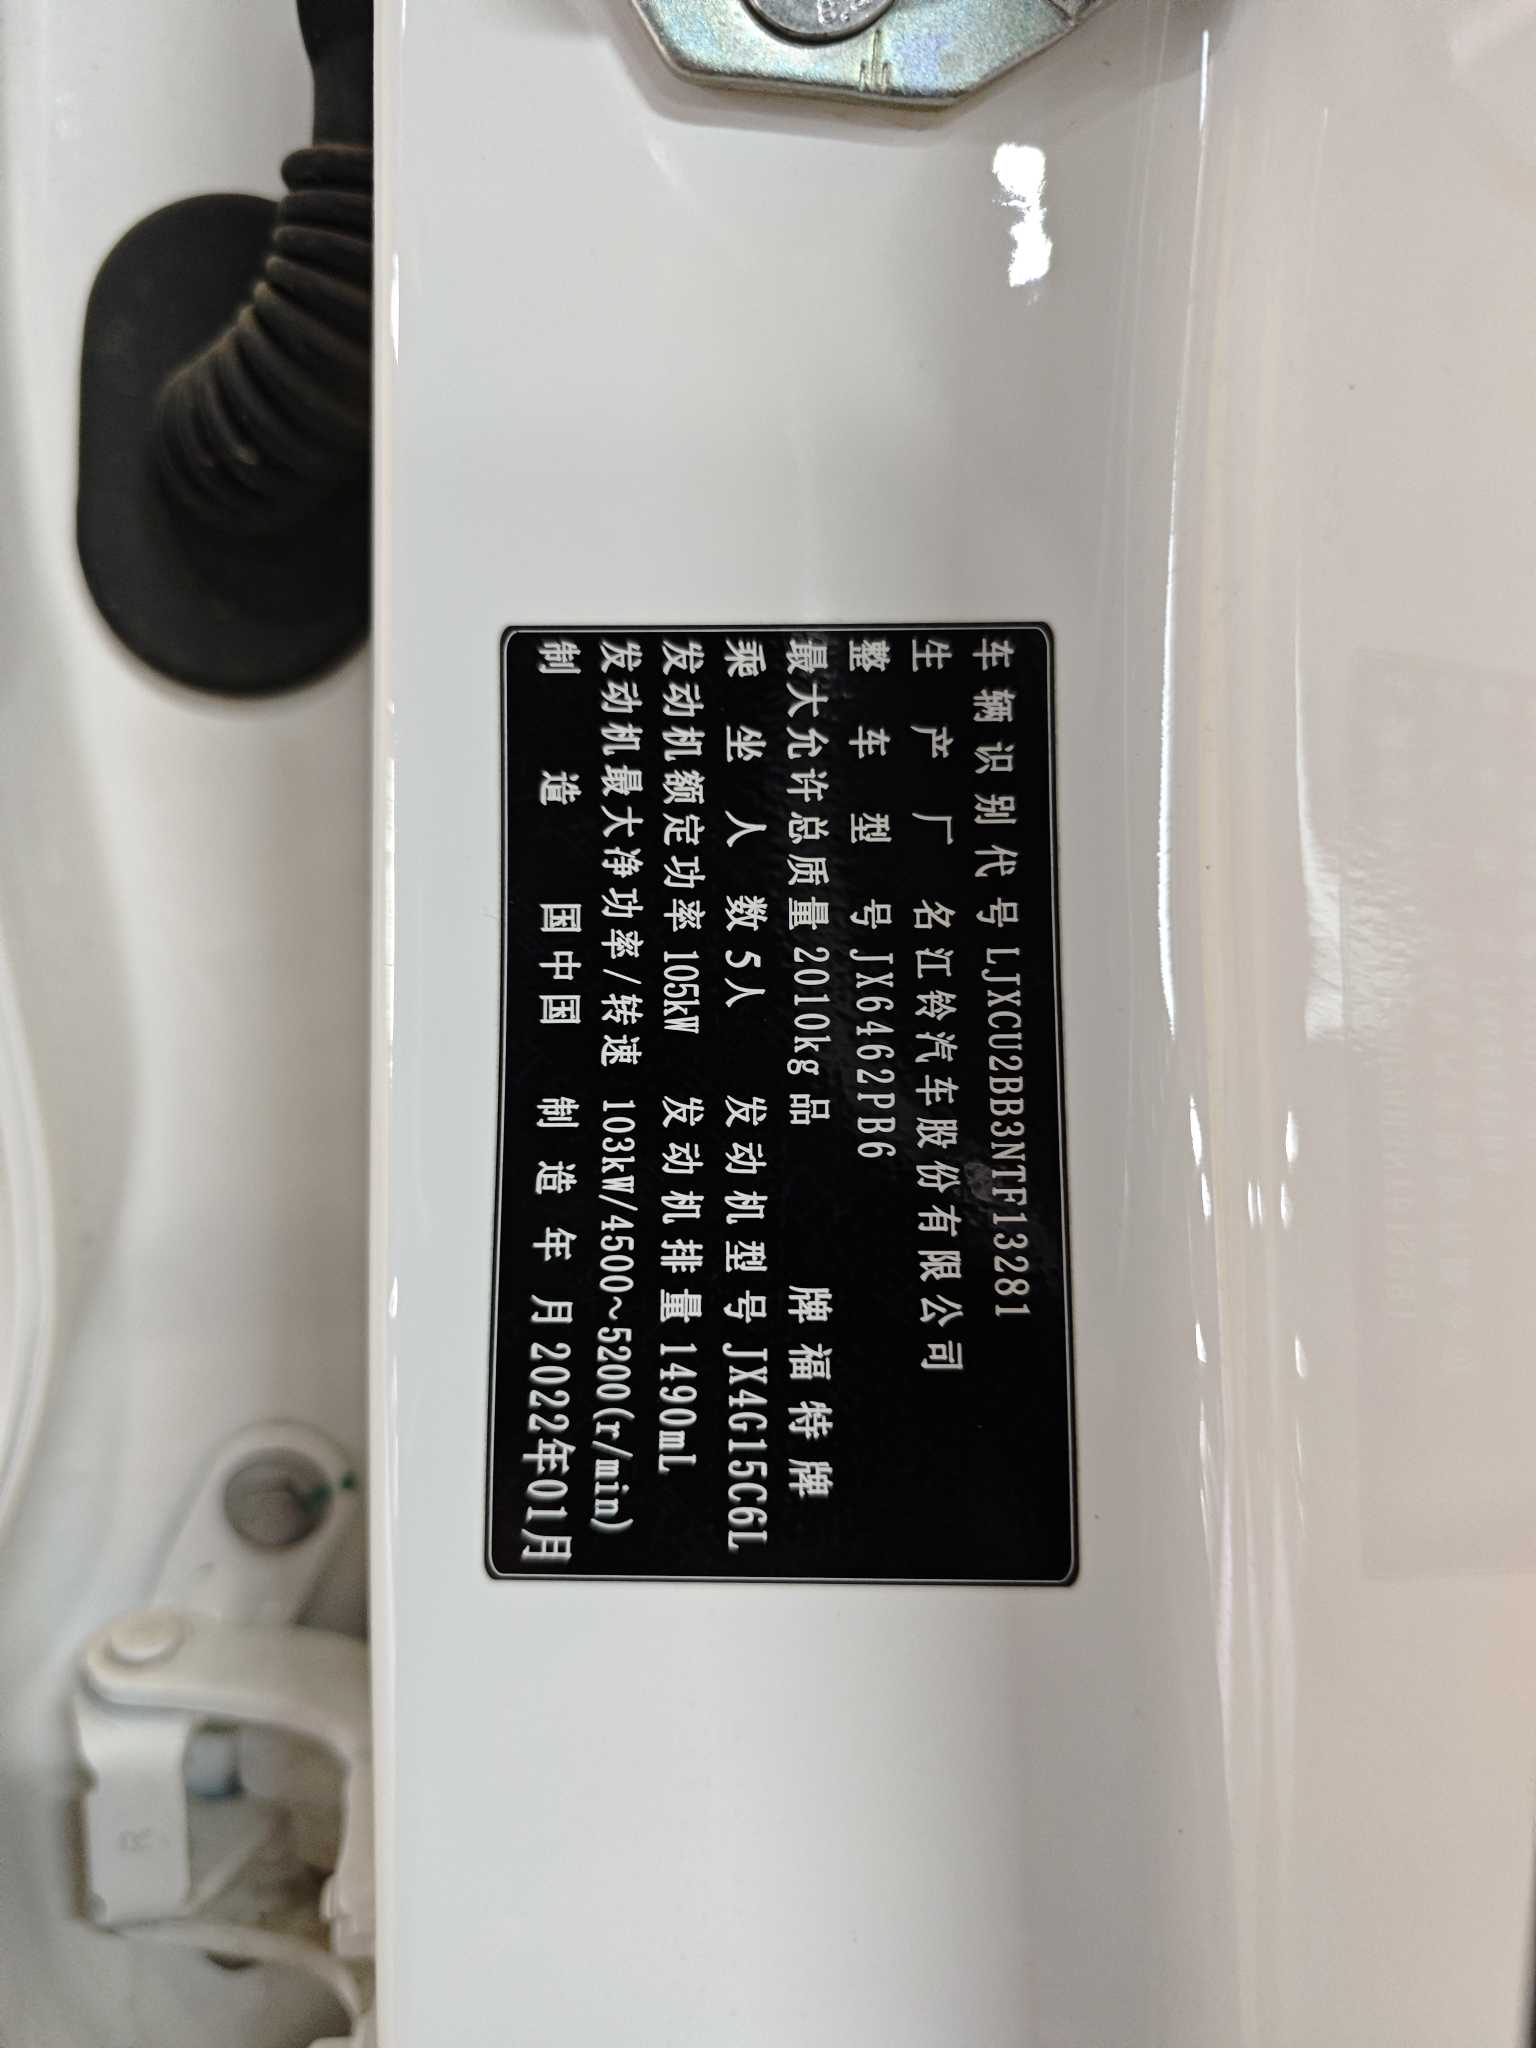 车辆识别代号 LJXCU2BB3NTF13281
生产厂名 江铃汽车股份有限公司
整车型号 JX6462PB6
最大允许总质量 2010kg 品牌 福特牌
乘坐人数 5人 发动机型号 JX4G15C6L
发动机额定功率 105kW 发动机排量 1490mL
发动机最大净功率/转速 103kW/4500~5200(r/min)
制造国 中国 制造年月 2022年01月